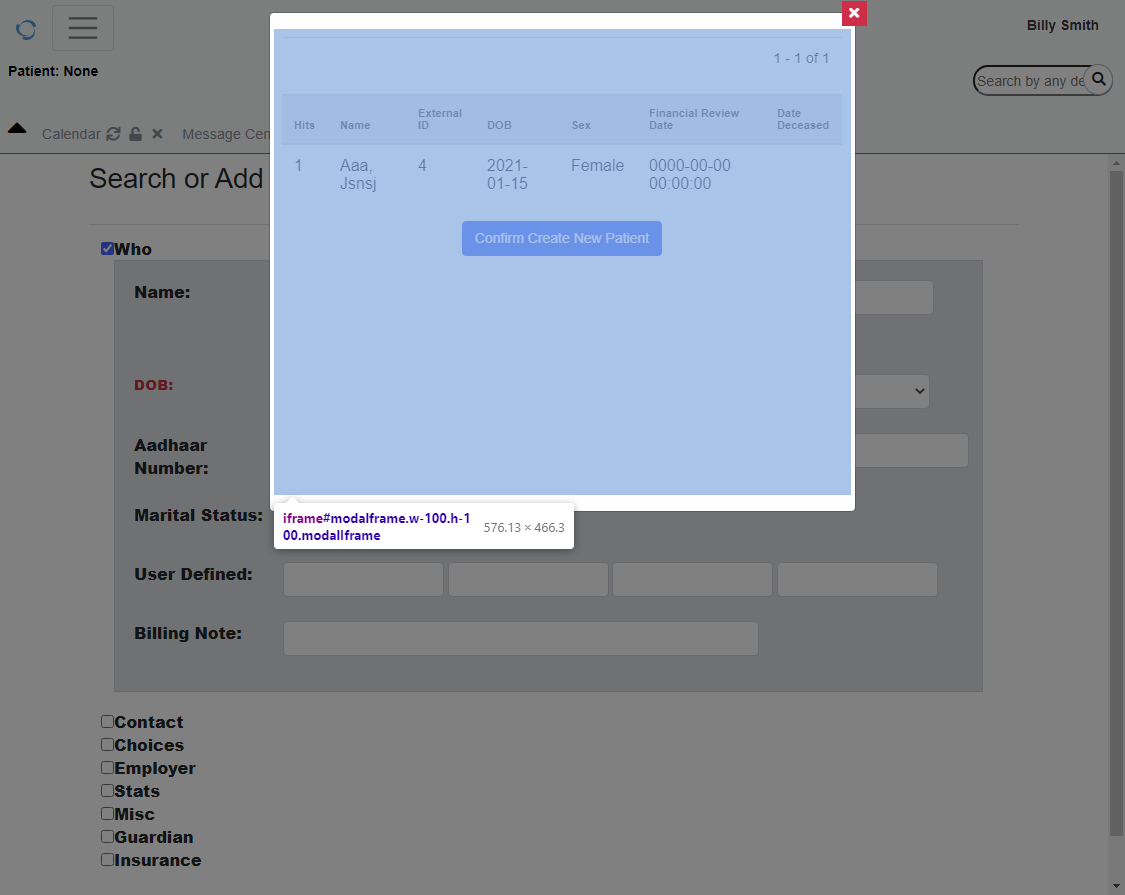 Billy Smith
Patient: None
Search by any de
Calendar
Message Cen
Search or Add
1 - 1 of 1
Hits Name External ID DOB Sex Financial Review Date Date Deceased
1 Aaa, Jsnsj 4 2021-01-15 Female 0000-00-00 00:00:00
Confirm Create New Patient
Who
Name:
DOB:
Aadhaar
Number:
Marital Status:
iframe#modalframe.w-100.h-1
00.modalIframe
576.13 × 466.3
User Defined:
Billing Note:
Contact
Choices
Employer
Stats
Misc
Guardian
Insurance